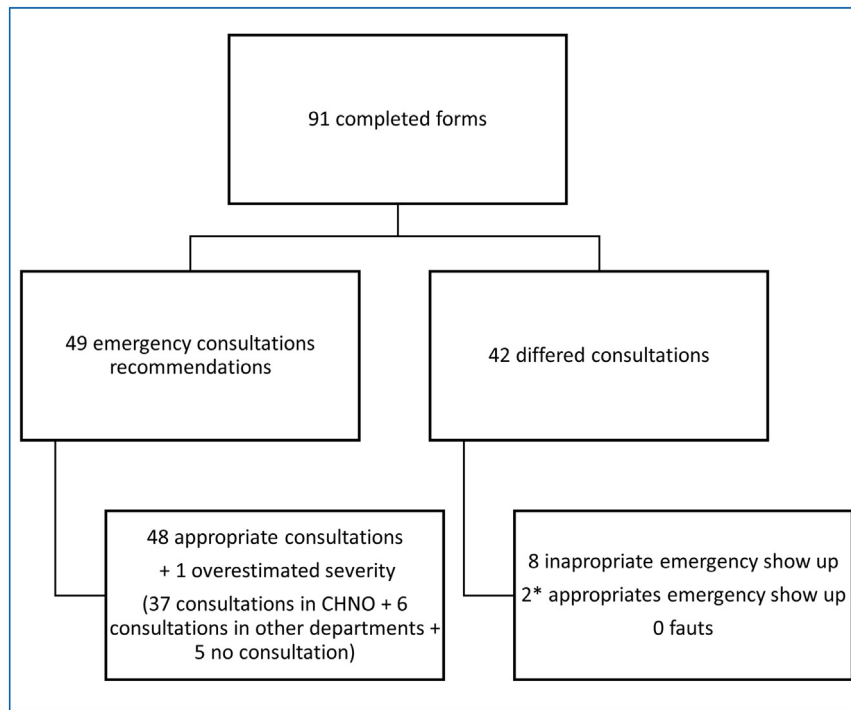 91 completed forms
49 emergency consultations
recommendations
42 differed consultations
48 appropriate consultations
+ 1 overestimated severity
(37 consultations in CHNO + 6
consultations in other departments +
5 no consultation)
8 inapropriate emergency show up
2* appropriates emergency show up
0 fauts